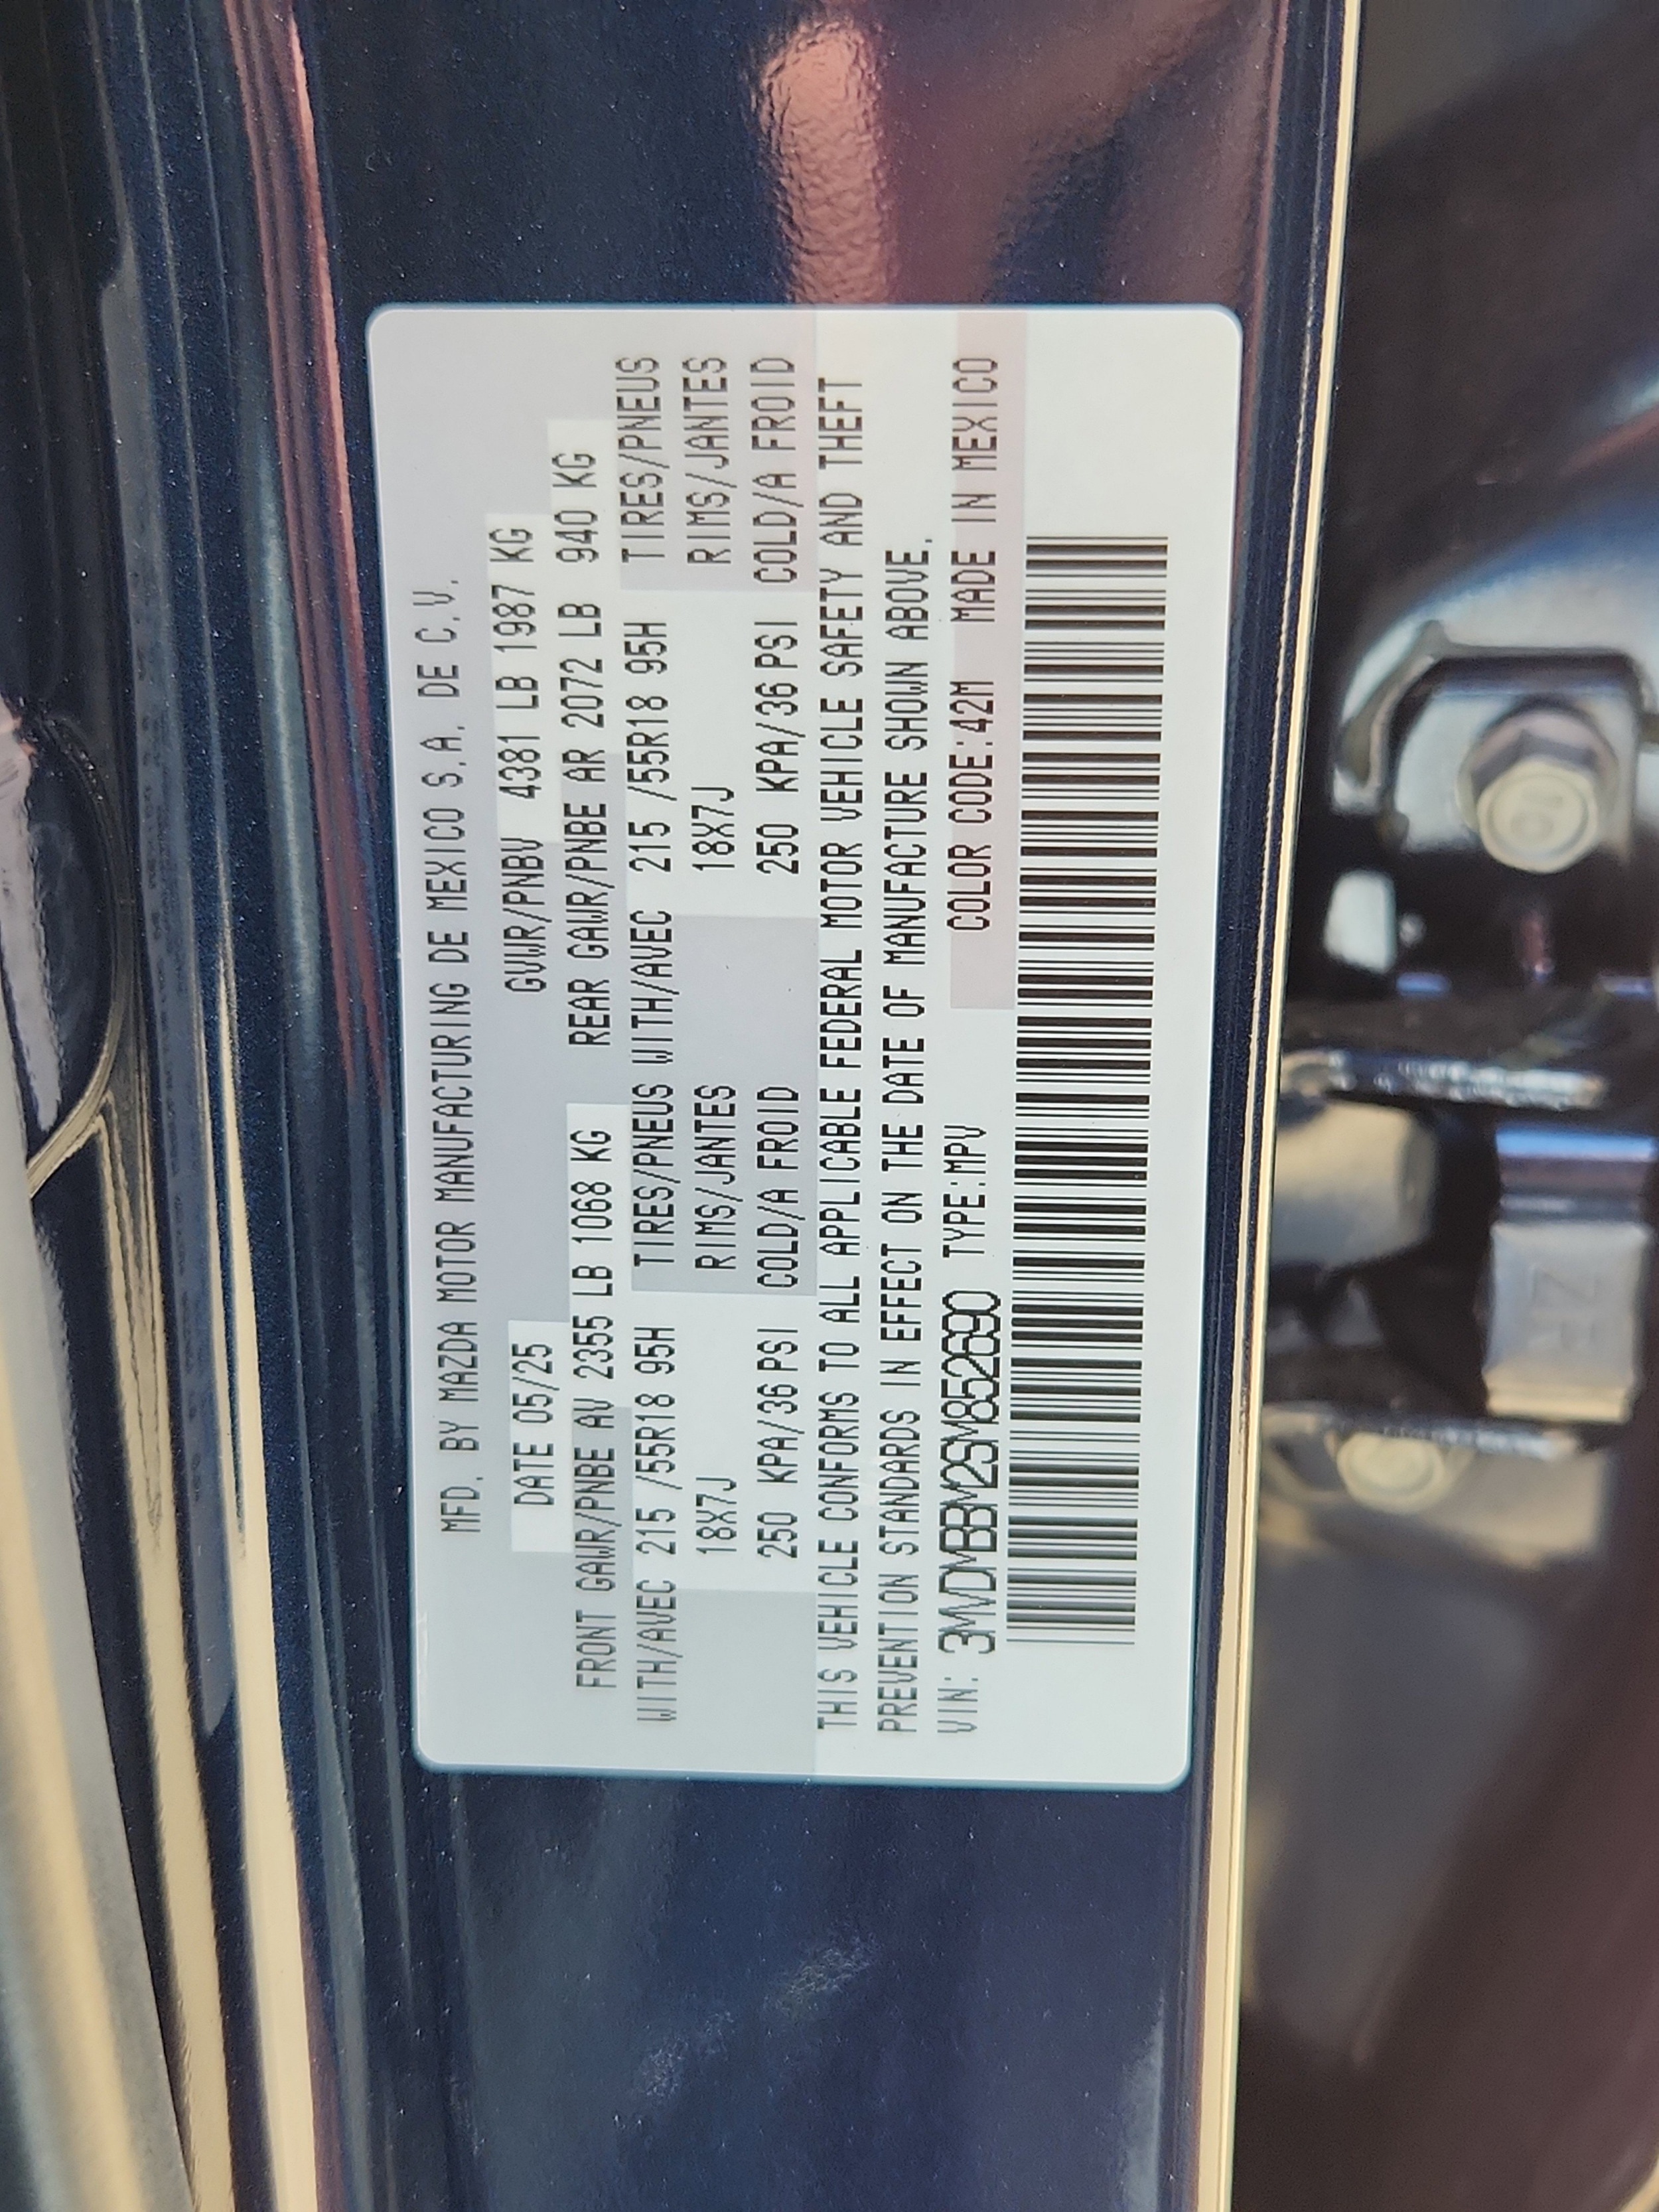 MFD. BY MAZDA MOTOR MANUFACTURING DE MEXICO S.A. DE C.V.
DATE 05/25 GVWR/PNBV 4381 LB 1987 KG
FRONT GAWR/PNBE AV 2355 LB 1068 KG REAR GAWR/PNBE AR 2072 LB 940 KG
WITH/AVEC 215 /55R18 95H TIRES/PNEUS WITH/AVEC 215 /55R18 95H TIRES/PNEUS
18X7J RIMS/JANTES 18X7J RIMS/JANTES
250 KPA/36 PSI COLD/A FROID 250 KPA/36 PSI COLD/A FROID
THIS VEHICLE CONFORMS TO ALL APPLICABLE FEDERAL MOTOR VEHICLE SAFETY AND THEFT
PREVENTION STANDARDS IN EFFECT ON THE DATE OF MANUFACTURE SHOWN ABOVE.
VIN: 3MVDMBBM2SM852690 TYPE:MPV COLOR CODE:42M MADE IN MEXICO
10